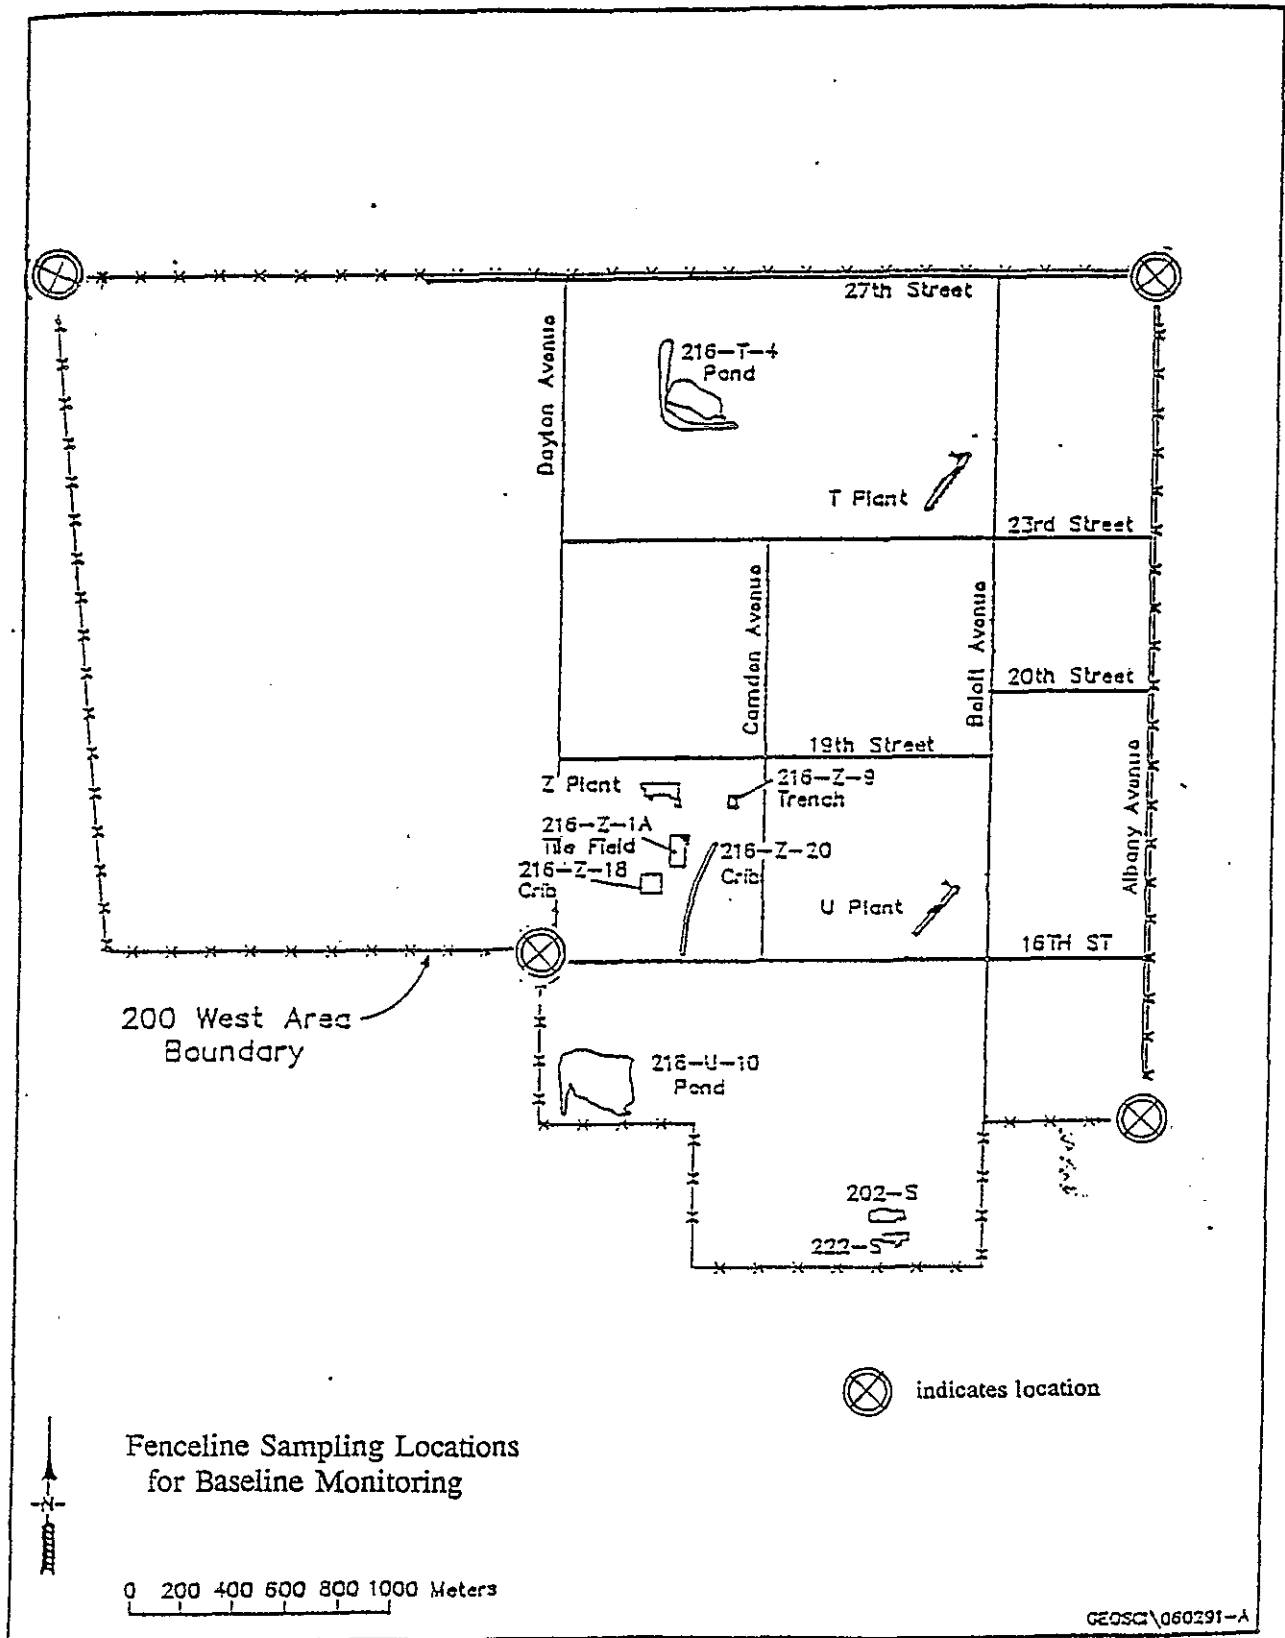 27th Street
Dayton Avenue
216-T-4
Pond
T Plant
23rd Street
Camden Avenue
Beloit Avenue
20th Street
19th Street
Z Plant
216-Z-9
Trench
216-Z-1A
Tile Field
216-Z-20
Crib
216-Z-18
Crib
Albany Avenue
U Plant
16TH ST
200 West Area
Boundary
216-U-10
Pond
202-S
222-S
indicates location
Fenceline Sampling Locations
for Baseline Monitoring
N
0 200 400 600 800 1000 Meters
GEOSCI\060291-A